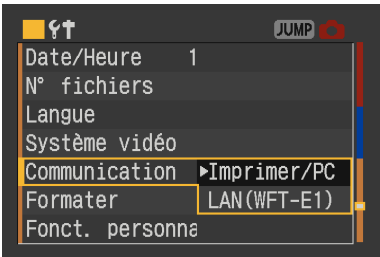 JUMP
Date/Heure 1
N° fichiers
Langue
Système vidéo
Communication ▶Imprimer/PC
Formater LAN(WFT-E1)
Fonct. personna